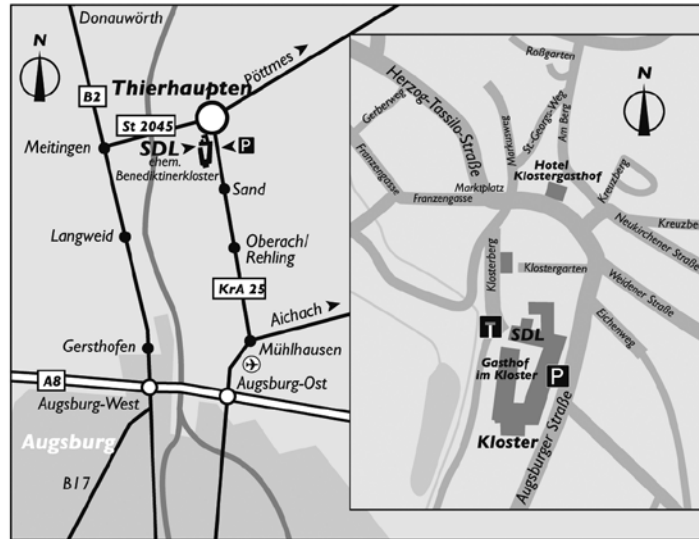 Donauwörth
N
Pöttmes
B2
Thierhaupten
St 2045
P
Meitingen
SDL
ehem.
Benediktinerkloster
Sand
Langweid
Oberach/
Rehling
KrA 25
Aichach
Gersthofen
Mühlhausen
A8
Augsburg-West
Augsburg-Ost
Augsburg
B17
Roßgarten
N
Herzog-Tassilo-Straße
Gerberweg
St.-Georgs-Weg
Am Berg
Markusweg
Franzengasse
Hotel
Klostergasthof
Kreuzberg
Marktplatz
Franzengasse
Kreuzbe
Neukirchener Straße
Klosterberg
Klostergarten
Weidener Straße
T
SDL
Eichenweg
Gasthof
im Kloster
P
Kloster
Augsburger Straße